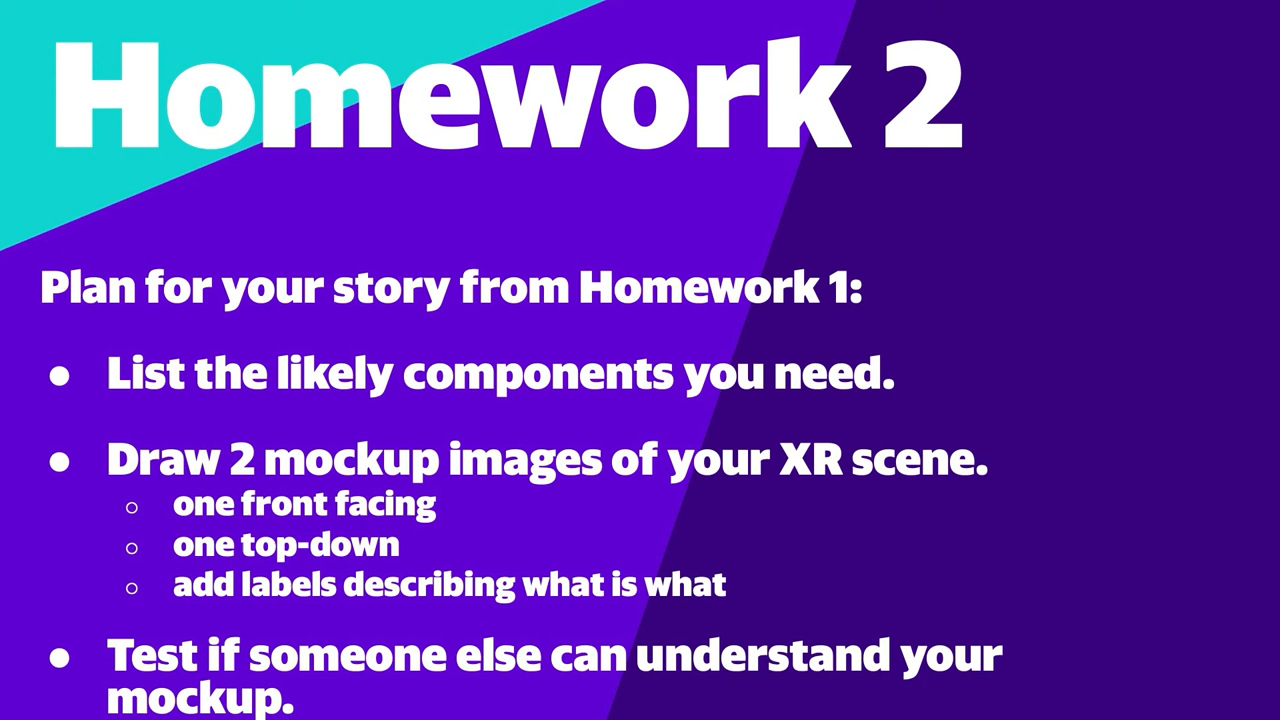 Homework 2
Plan for your story from Homework 1:
● List the likely components you need.
● Draw 2 mockup images of your XR scene.
○ one front facing
○ one top-down
○ add labels describing what is what
● Test if someone else can understand your
mockup.